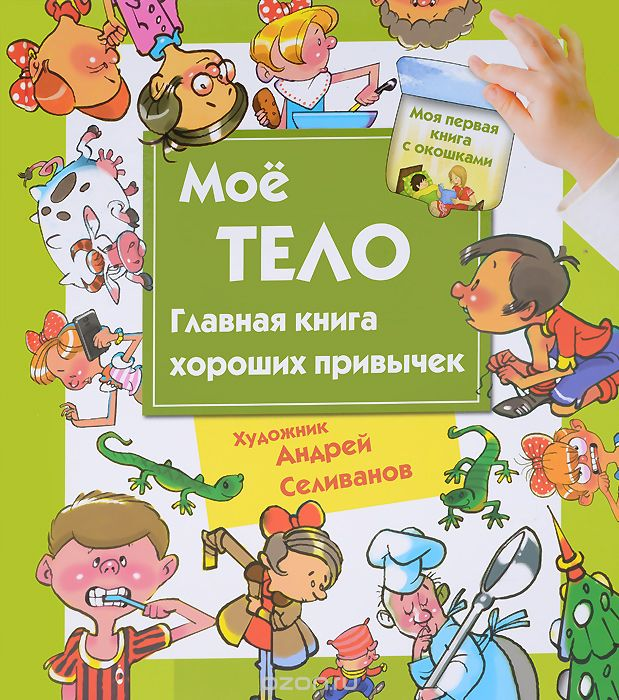 Моя первая
книга
с окошками
Моё
ТЕЛО
Главная книга
хороших привычек
Художник
Андрей
Селиванов
ozon.ru